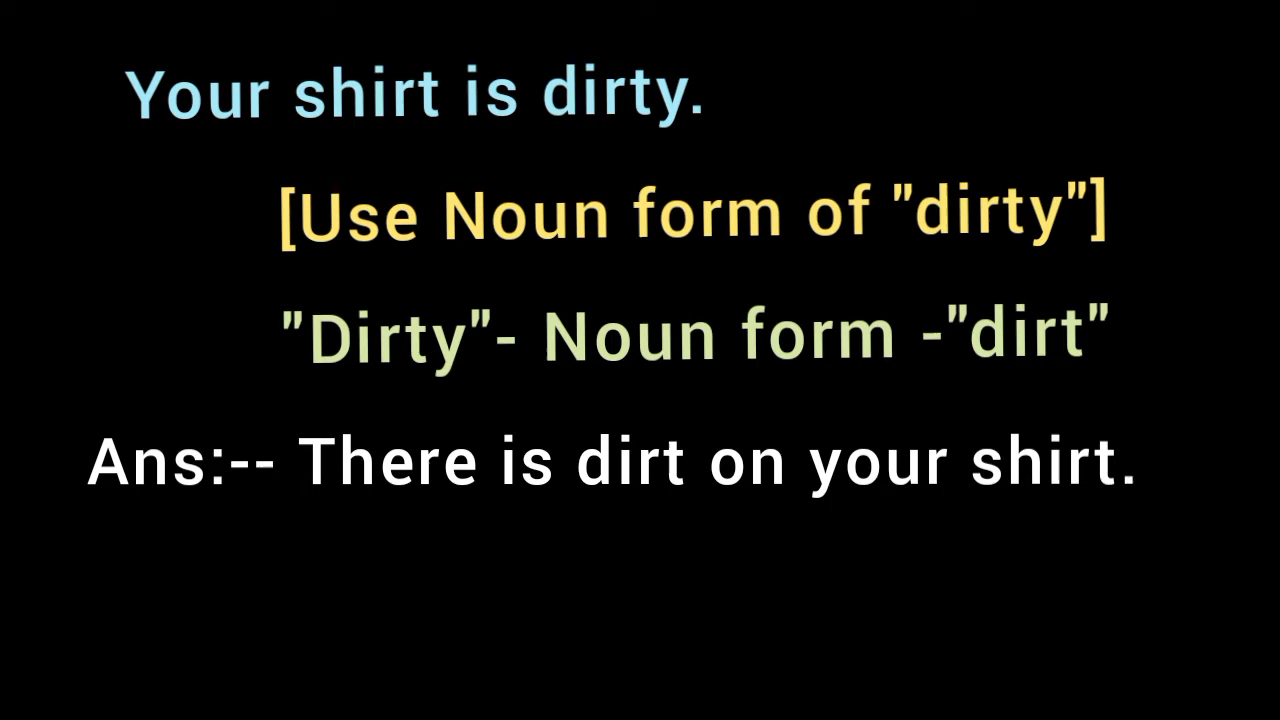 Your shirt is dirty.
[Use Noun form of "dirty"]
"Dirty"- Noun form -"dirt"
Ans:-- There is dirt on your shirt.